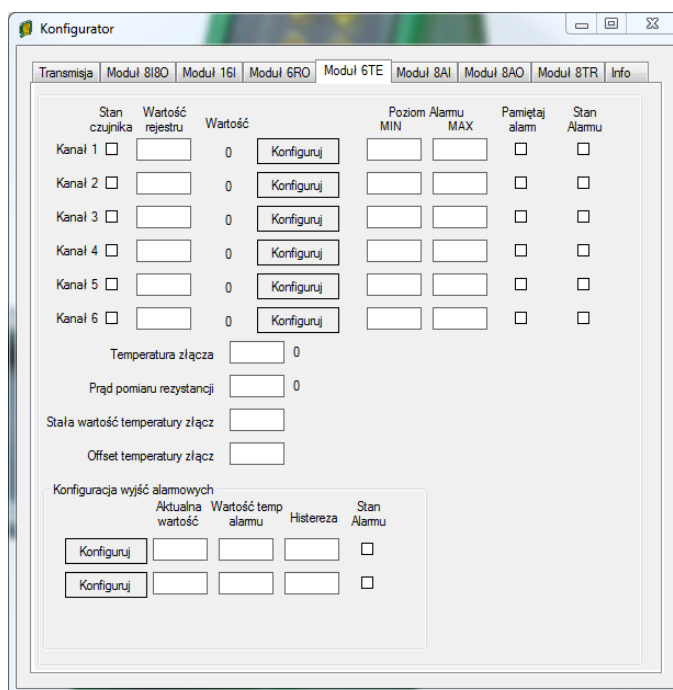 Konfigurator
Transmisja Moduł 8I8O Moduł 16I Moduł 6RO Moduł 6TE Moduł 8AI Moduł 8AO Moduł 8TR Info
Stan czujnika Wartość rejestru Wartość Poziom Alarmu MIN MAX Pamiętaj alarm Stan Alarmu
Kanał 1 0 Konfiguruj
Kanał 2 0 Konfiguruj
Kanał 3 0 Konfiguruj
Kanał 4 0 Konfiguruj
Kanał 5 0 Konfiguruj
Kanał 6 0 Konfiguruj
Temperatura złącza 0
Prąd pomiaru rezystancji 0
Stała wartość temperatury złącz
Offset temperatury złącz
Konfiguracja wyjść alarmowych
Aktualna wartość Wartość temp alarmu Histereza Stan Alarmu
Konfiguruj
Konfiguruj